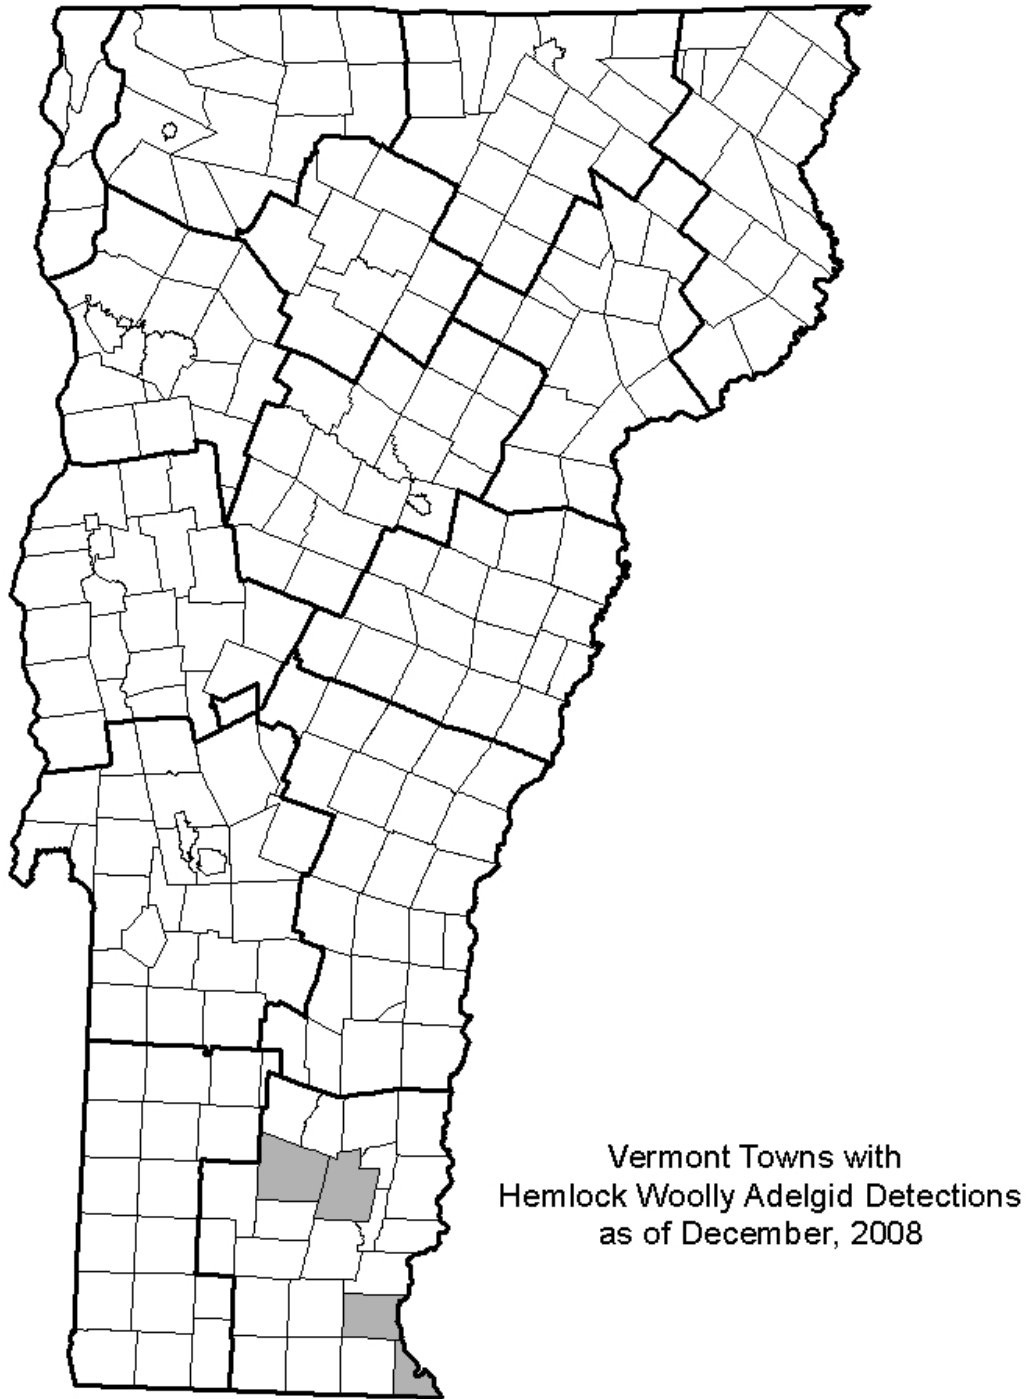 Vermont Towns with
Hemlock Woolly Adelgid Detections
as of December, 2008